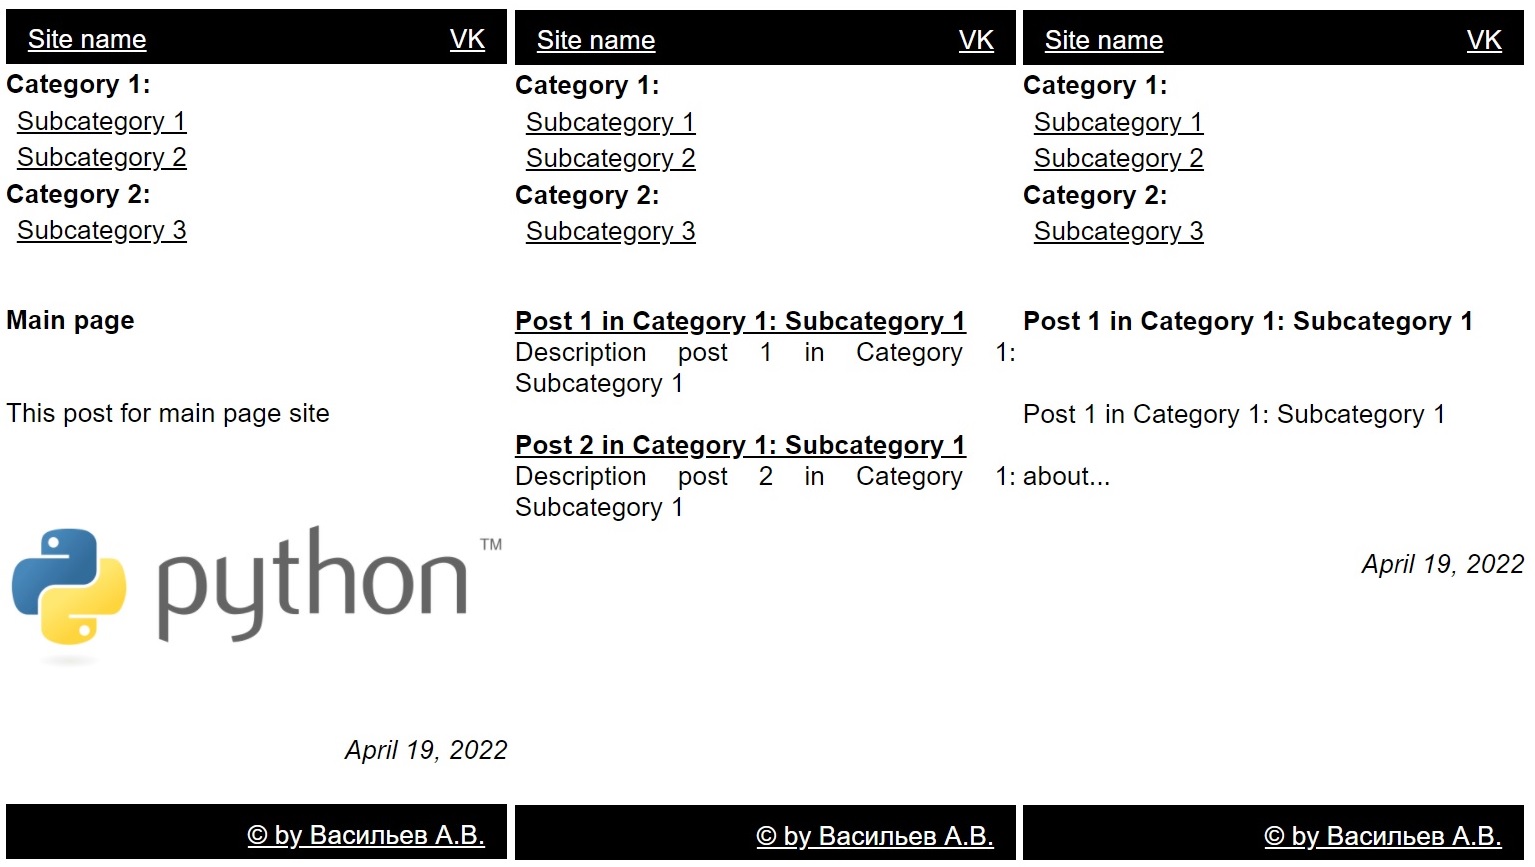 Site name VK
Category 1:
Subcategory 1
Subcategory 2
Category 2:
Subcategory 3
Main page
This post for main page site
python TM
April 19, 2022
© by Васильев А.В.
Site name VK
Category 1:
Subcategory 1
Subcategory 2
Category 2:
Subcategory 3
Post 1 in Category 1: Subcategory 1
Description post 1 in Category 1:
Subcategory 1
Post 2 in Category 1: Subcategory 1
Description post 2 in Category 1:
Subcategory 1
© by Васильев А.В.
Site name VK
Category 1:
Subcategory 1
Subcategory 2
Category 2:
Subcategory 3
Post 1 in Category 1: Subcategory 1
Post 1 in Category 1: Subcategory 1
about...
April 19, 2022
© by Васильев А.В.